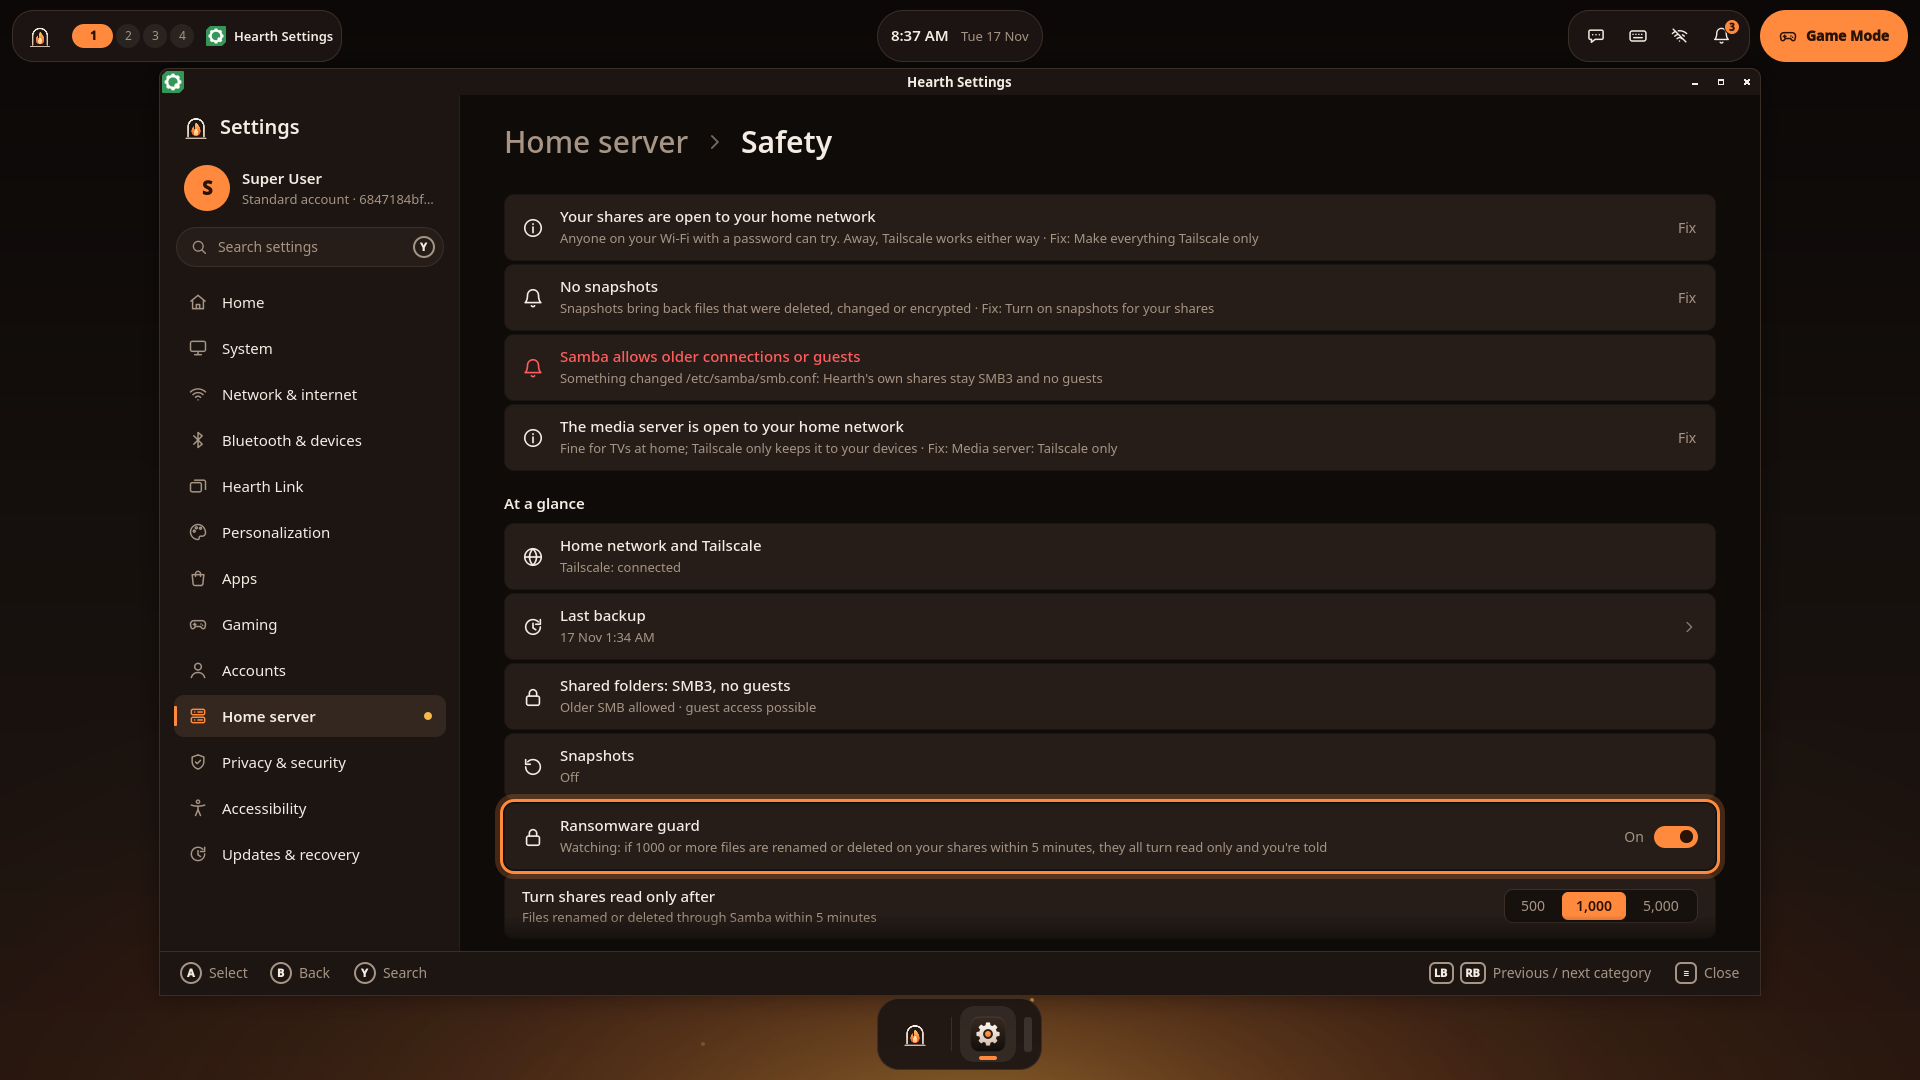 1 2 3 4 Hearth Settings
8:37 AM Tue 17 Nov
3
Game Mode
Hearth Settings
Settings
S
Super User
Standard account · 6847184bf...
Search settings Y
Home
System
Network & internet
Bluetooth & devices
Hearth Link
Personalization
Apps
Gaming
Accounts
Home server
Privacy & security
Accessibility
Updates & recovery
Home server > Safety
Your shares are open to your home network
Anyone on your Wi-Fi with a password can try. Away, Tailscale works either way · Fix: Make everything Tailscale only
Fix
No snapshots
Snapshots bring back files that were deleted, changed or encrypted · Fix: Turn on snapshots for your shares
Fix
Samba allows older connections or guests
Something changed /etc/samba/smb.conf: Hearth's own shares stay SMB3 and no guests
The media server is open to your home network
Fine for TVs at home; Tailscale only keeps it to your devices · Fix: Media server: Tailscale only
Fix
At a glance
Home network and Tailscale
Tailscale: connected
Last backup
17 Nov 1:34 AM
Shared folders: SMB3, no guests
Older SMB allowed · guest access possible
Snapshots
Off
Ransomware guard
Watching: if 1000 or more files are renamed or deleted on your shares within 5 minutes, they all turn read only and you're told
On
Turn shares read only after
Files renamed or deleted through Samba within 5 minutes
500 1,000 5,000
A Select B Back Y Search
LB RB Previous / next category ≡ Close